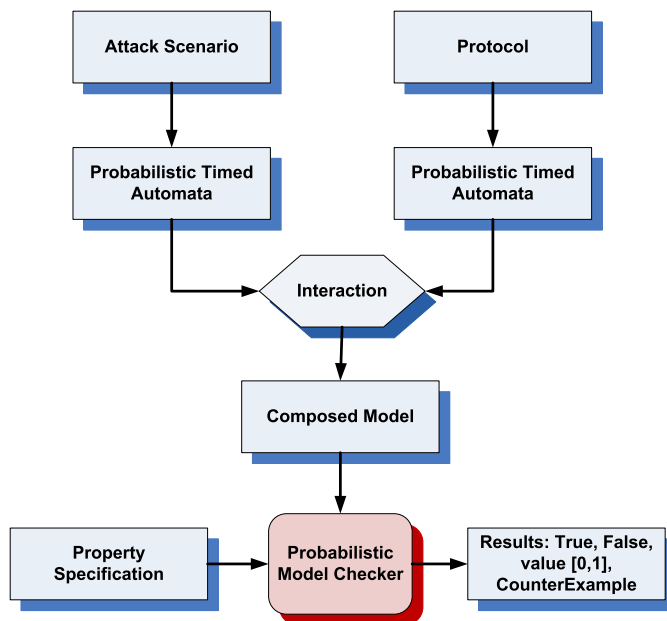 Attack Scenario
Protocol
Probabilistic Timed
Automata
Probabilistic Timed
Automata
Interaction
Composed Model
Property
Specification
Probabilistic
Model Checker
Results: True, False,
value [0,1],
CounterExample